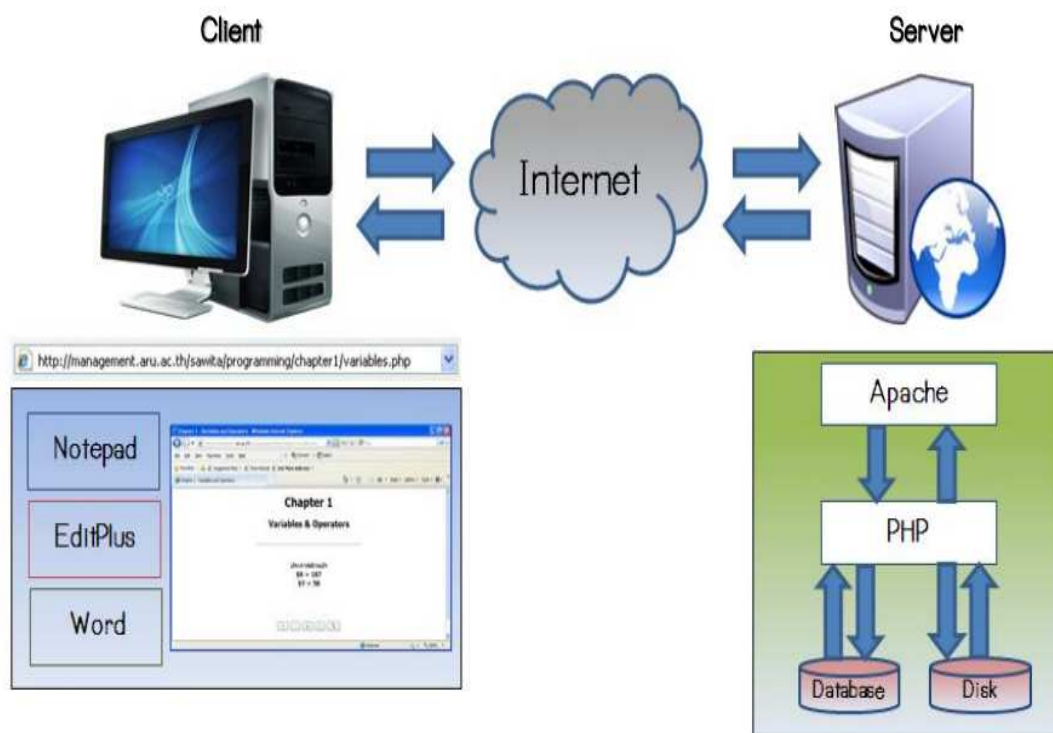 Client
Server
Internet
http://management.aru.ac.th/sawita/programming/chapter1/variables.php
Notepad
EditPlus
Word
Chapter 1
Variables & Operators
Apache
PHP
Database
Disk